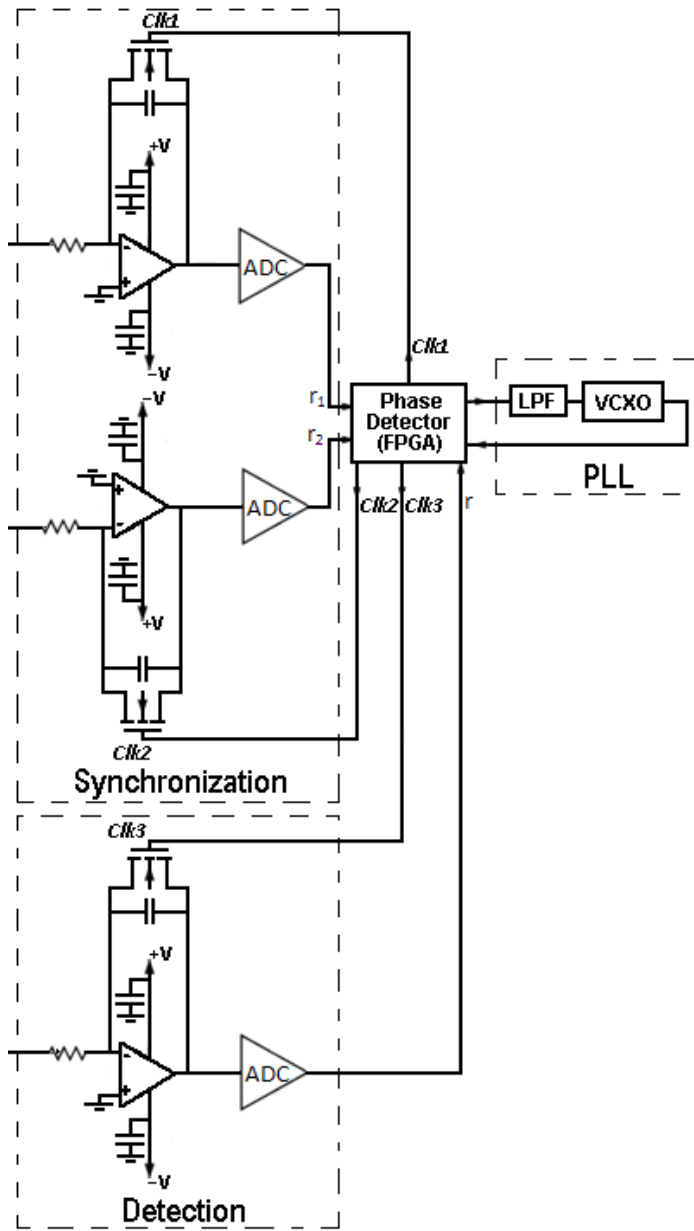 Clk1
+V
-
+
ADC
–V
–V
+
-
ADC
+V
Clk2
Synchronization
Clk1
r1
r2
Phase
Detector
(FPGA)
LPF
VCXO
PLL
Clk2
Clk3
r
Clk3
+V
-
+
ADC
–V
Detection